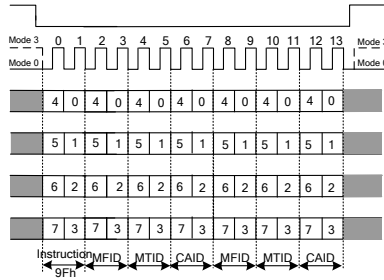 0 1 2 3 4 5 6 7 8 9 10 11 12 13
Mode 3 Mode 3
Mode 0 Mode 0
4 0 4 0 4 0 4 0 4 0 4 0 4 0
5 1 5 1 5 1 5 1 5 1 5 1 5 1
6 2 6 2 6 2 6 2 6 2 6 2 6 2
7 3 7 3 7 3 7 3 7 3 7 3 7 3
Instruction MFID MTID CAID MFID MTID CAID
9Fh